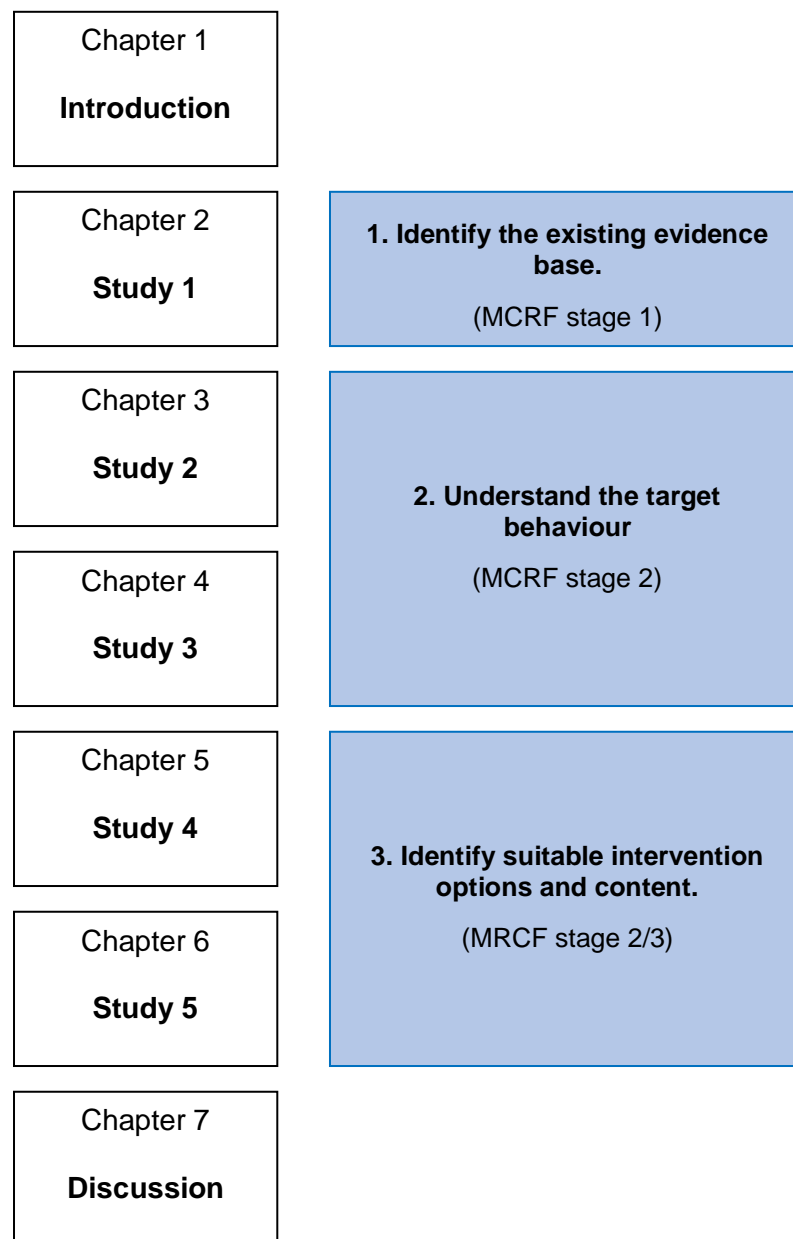 Chapter 1
Introduction
Chapter 2
Study 1
1. Identify the existing evidence
base.
(MCRF stage 1)
Chapter 3
Study 2
Chapter 4
Study 3
2. Understand the target
behaviour
(MCRF stage 2)
Chapter 5
Study 4
Chapter 6
Study 5
3. Identify suitable intervention
options and content.
(MRCF stage 2/3)
Chapter 7
Discussion